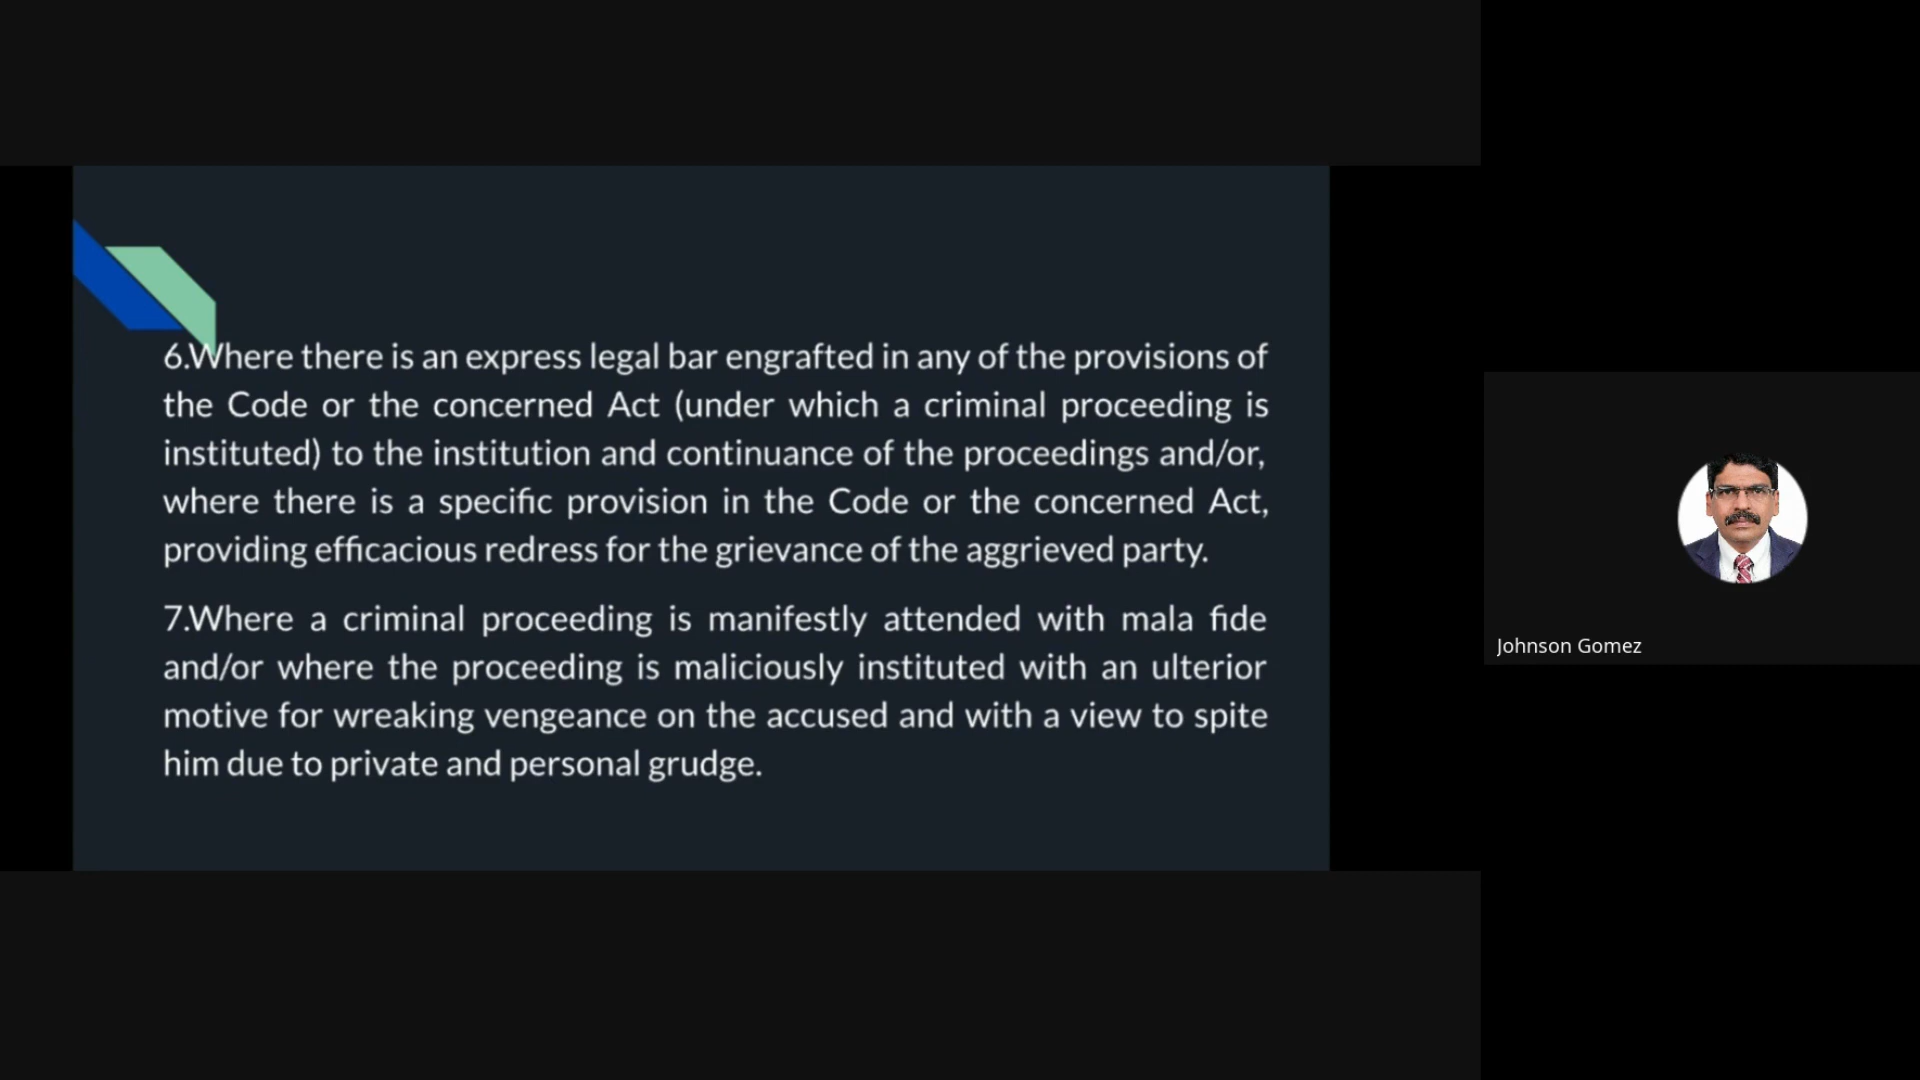 6.Where there is an express legal bar engrafted in any of the provisions of
the Code or the concerned Act (under which a criminal proceeding is
instituted) to the institution and continuance of the proceedings and/or,
where there is a specific provision in the Code or the concerned Act,
providing efficacious redress for the grievance of the aggrieved party.
7.Where a criminal proceeding is manifestly attended with mala fide
and/or where the proceeding is maliciously instituted with an ulterior
motive for wreaking vengeance on the accused and with a view to spite
him due to private and personal grudge.
Johnson Gomez